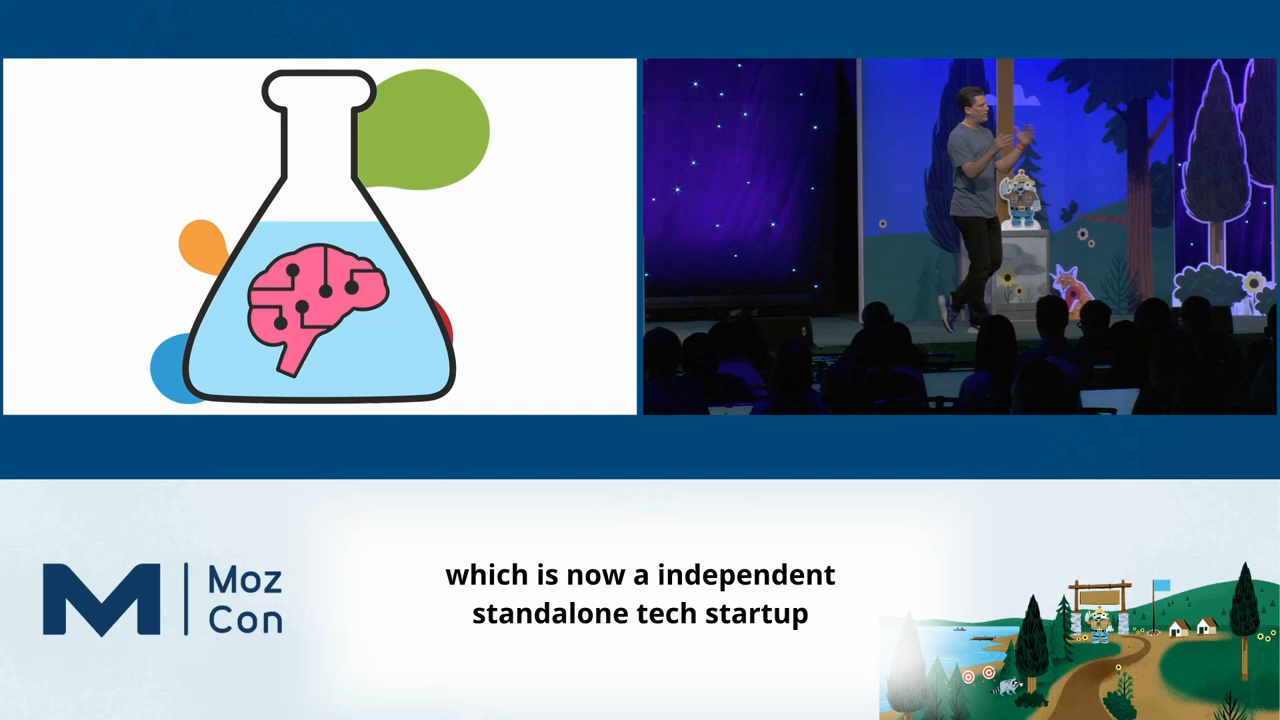 Moz
Con
which is now a independent
standalone tech startup